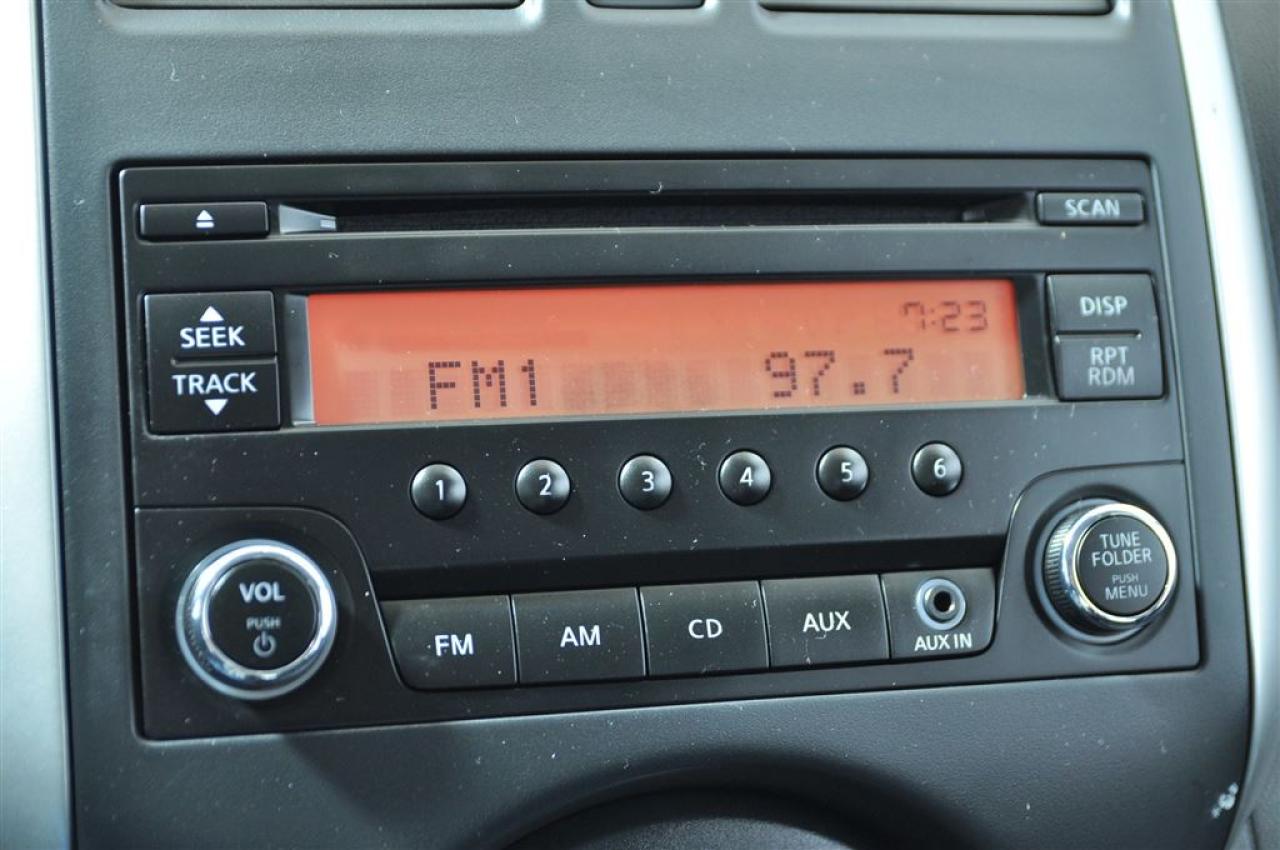 SCAN
SEEK
TRACK
7:23
FM1 97.7
DISP
RPT
RDM
1 2 3 4 5 6
VOL
PUSH
FM AM CD AUX
AUX IN
TUNE
FOLDER
PUSH
MENU